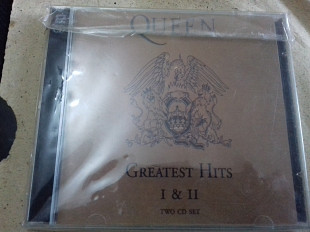 QUEEN
GREATEST HITS
I & II
TWO CD SET